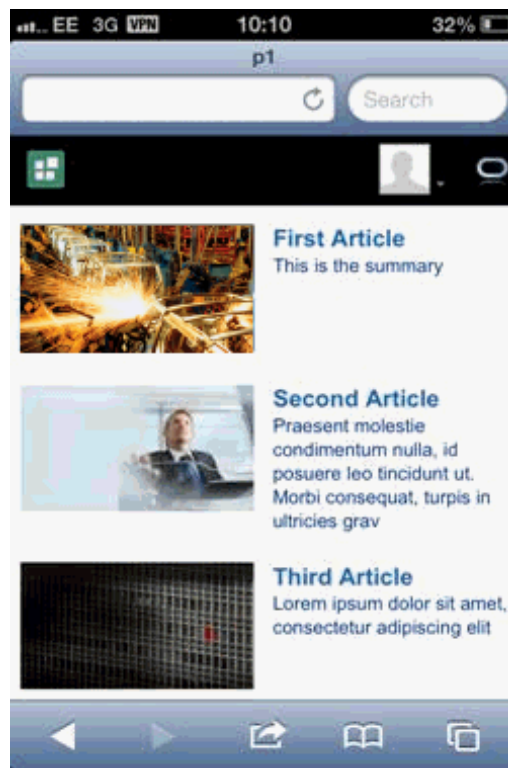 EE 3G VPN 10:10 32%
p1
Search
First Article
This is the summary
Second Article
Praesent molestie
condimentum nulla, id
posuere leo tincidunt ut.
Morbi consequat, turpis in
ultricies grav
Third Article
Lorem ipsum dolor sit amet,
consectetur adipiscing elit